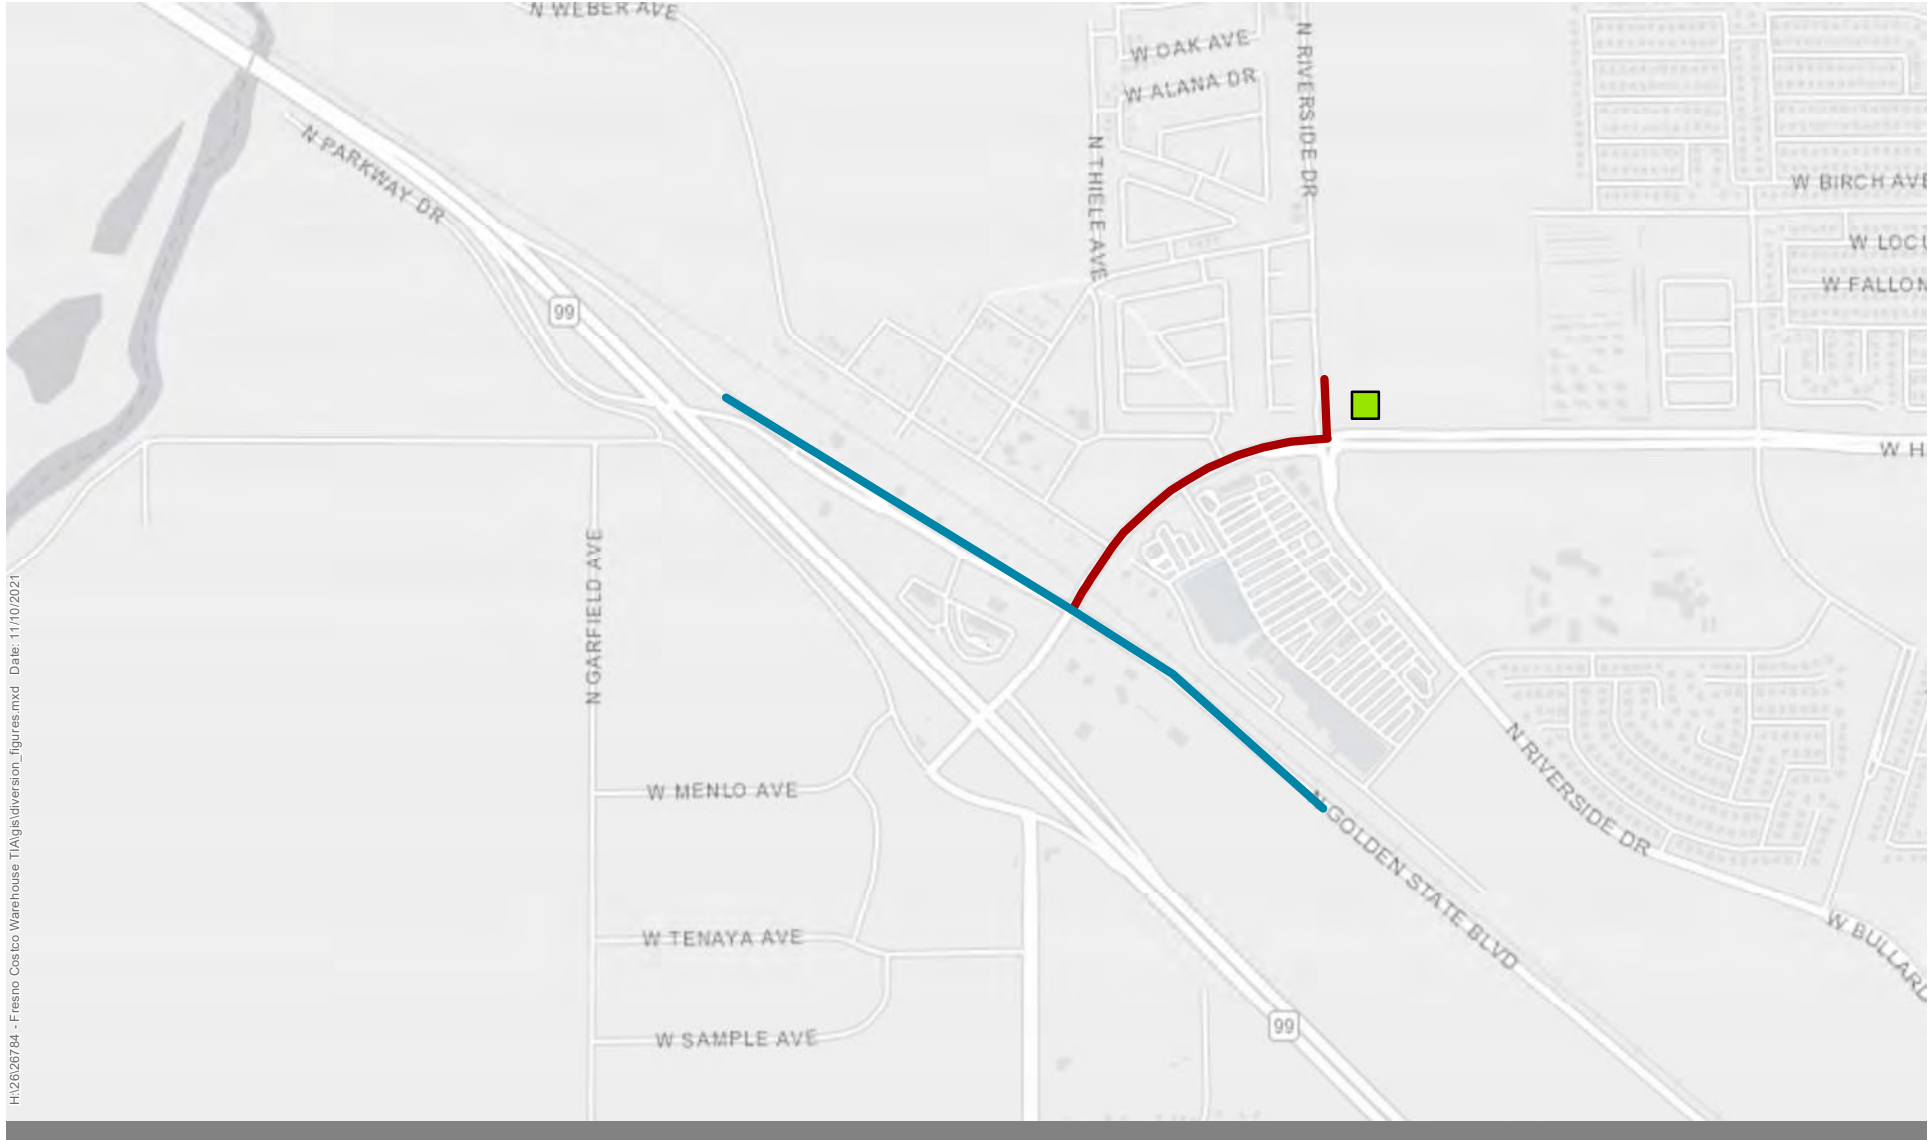 N WEBER AVE
W OAK AVE
W ALANA DR
N RIVERSIDE DR
N THIELE AVE
N PARKWAY DR
W BIRCH AVE
W LOCU
W FALLON
99
W H
N GARFIELD AVE
W MENLO AVE
N RIVERSIDE DR
N GOLDEN STATE BLVD
W TENAYA AVE
W BULLARD
W SAMPLE AVE
99
H:\26\26784 - Fresno Costco Warehouse TIA\gis\diversion_figures.mxd Date: 11/10/2021